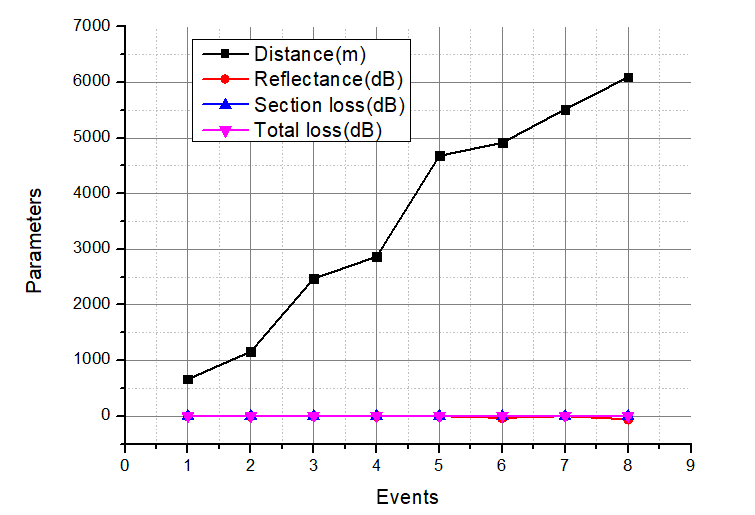 7000
6000
5000
4000
3000
2000
1000
0
Parameters
Distance(m)
Reflectance(dB)
Section loss(dB)
Total loss(dB)
0 1 2 3 4 5 6 7 8 9
Events